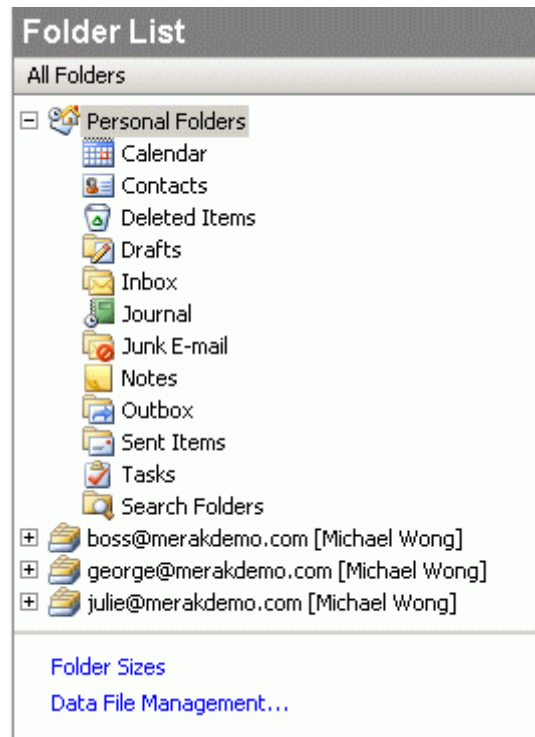 Folder List
All Folders
Personal Folders
Calendar
Contacts
Deleted Items
Drafts
Inbox
Journal
Junk E-mail
Notes
Outbox
Sent Items
Tasks
Search Folders
boss@merakdemo.com [Michael Wong]
george@merakdemo.com [Michael Wong]
julie@merakdemo.com [Michael Wong]
Folder Sizes
Data File Management...